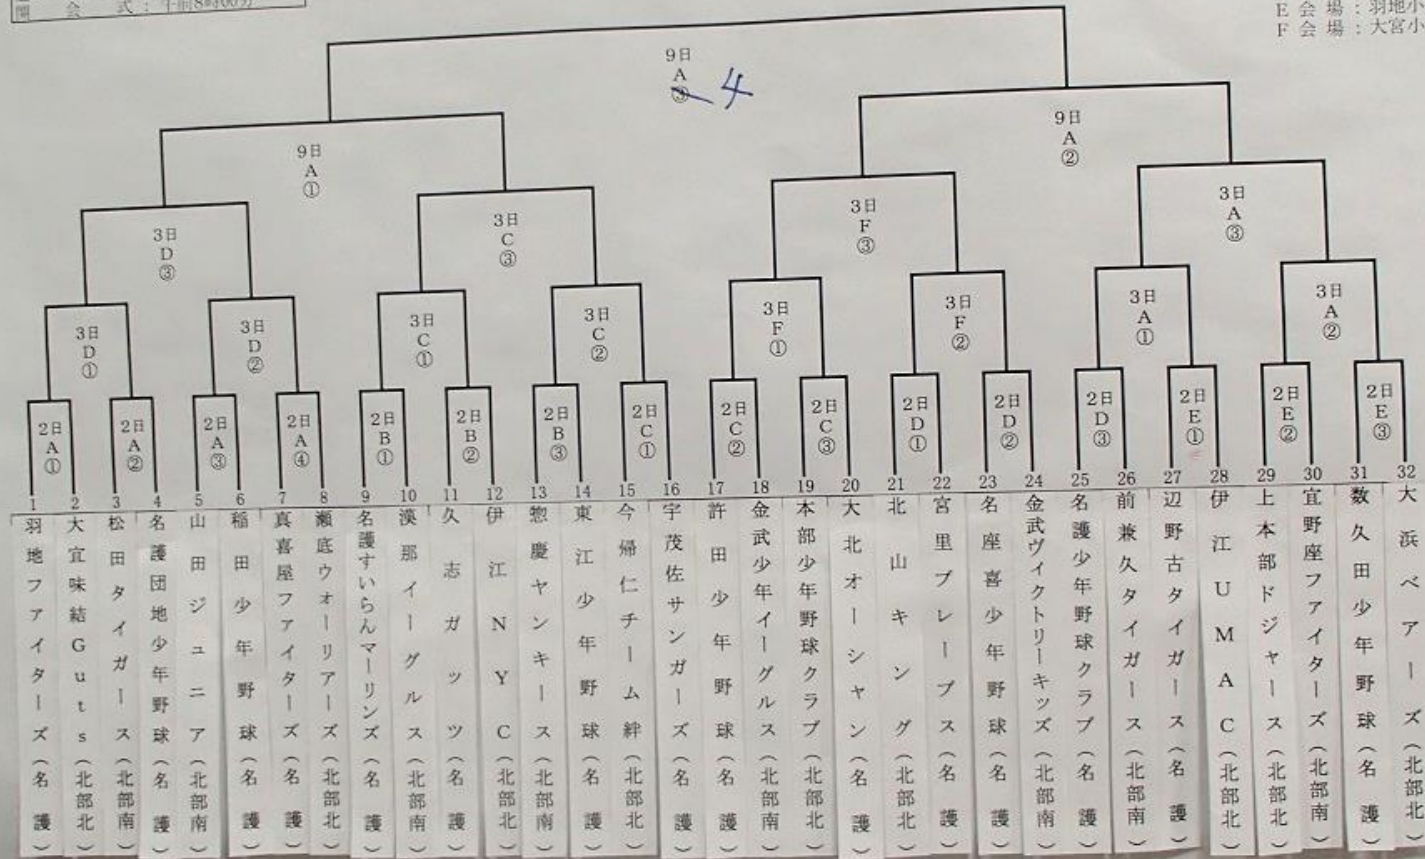 開会式：午前8時00分
E会場：羽地小
F会場：大宮小
9日
A
③ 4
9日
A
①
9日
A
②
3日
D
③
3日
C
③
3日
F
③
3日
A
③
3日
D
①
3日
D
②
3日
C
①
3日
C
②
3日
F
①
3日
F
②
3日
A
①
3日
A
②
2日
A
①
2日
A
②
2日
A
③
2日
A
④
2日
B
①
2日
B
②
2日
B
③
2日
C
①
2日
C
②
2日
C
③
2日
D
①
2日
D
②
2日
D
③
2日
E
①
2日
E
②
2日
E
③
1 羽地ファイターズ（名護）
2 大宜味結Guts（北部北）
3 松田タイガース（北部南）
4 名護団地少年野球（名護）
5 山田ジュニア（北部南）
6 稲田少年野球（名護）
7 真喜屋ファイターズ（名護）
8 瀬底ウォーリアーズ（北部北）
9 名護すいらんマーリンズ（名護）
10 漢那イーグルス（北部南）
11 久志ガッツ（名護）
12 伊江NYC（北部北）
13 惣慶ヤンキース（北部南）
14 東江少年野球（名護）
15 今帰仁チーム絆（北部北）
16 宇茂佐サンガーズ（名護）
17 許田少年野球（名護）
18 金武少年イーグルス（北部南）
19 本部少年野球クラブ（北部北）
20 大北オーシャン（名護）
21 北山キング（北部北）
22 宮里ブレーブス（名護）
23 名座喜少年野球（名護）
24 金武ヴィクトリーキッズ（北部南）
25 名護少年野球クラブ（名護）
26 前兼久タイガース（北部南）
27 辺野古タイガース（名護）
28 伊江UMAC（北部北）
29 上本部ドジャース（北部北）
30 宜野座ファイターズ（北部南）
31 数久田少年野球（名護）
32 大浜ベアーズ（北部北）